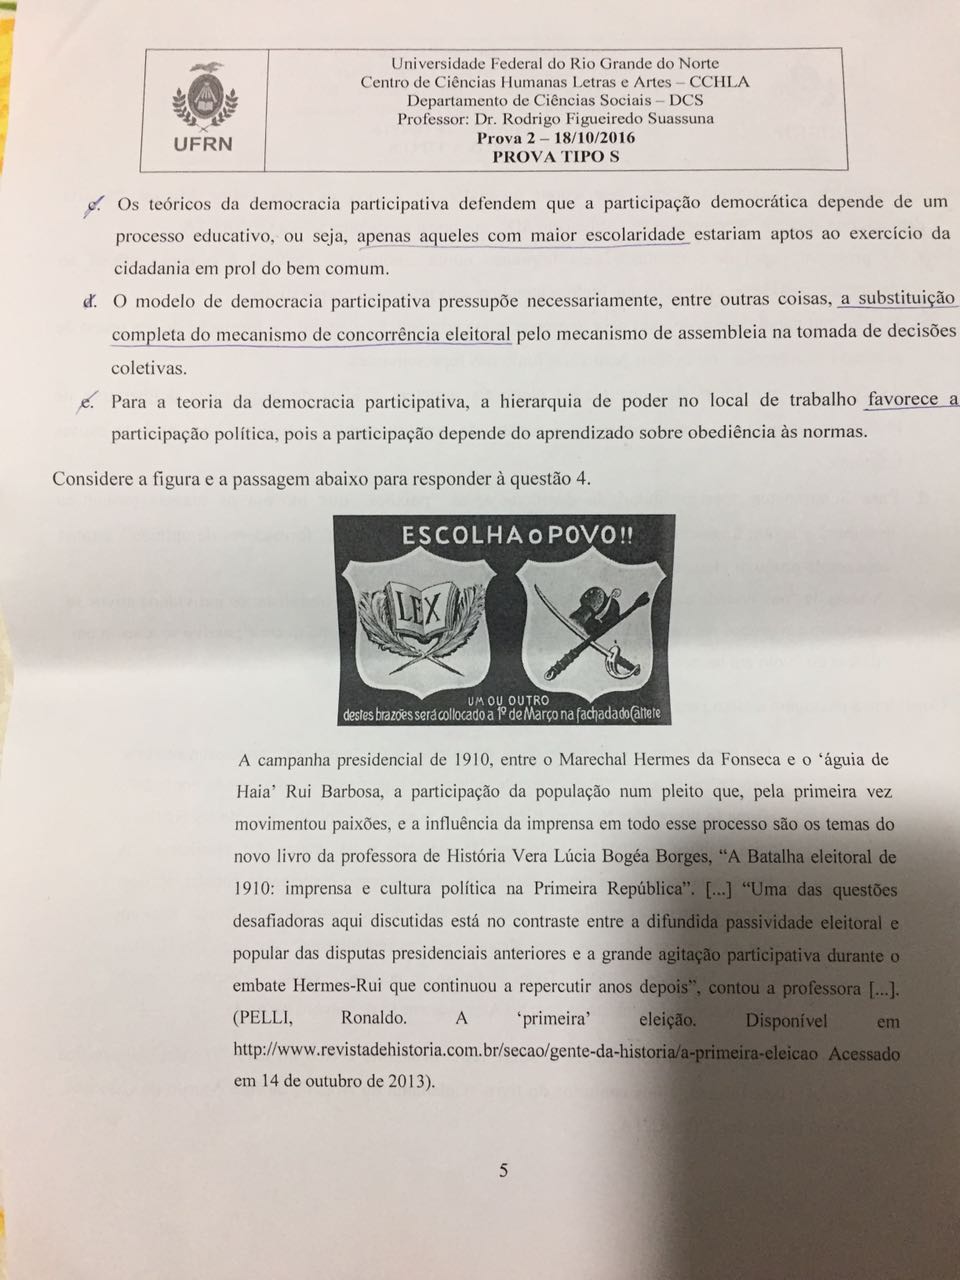 Universidade Federal do Rio Grande do Norte
Centro de Ciências Humanas Letras e Artes – CCHLA
Departamento de Ciências Sociais – DCS
Professor: Dr. Rodrigo Figueiredo Suassuna
Prova 2 – 18/10/2016
PROVA TIPO S
UFRN
c. Os teóricos da democracia participativa defendem que a participação democrática depende de um
processo educativo, ou seja, apenas aqueles com maior escolaridade estariam aptos ao exercício da
cidadania em prol do bem comum.
d. O modelo de democracia participativa pressupõe necessariamente, entre outras coisas, a substituição
completa do mecanismo de concorrência eleitoral pelo mecanismo de assembleia na tomada de decisões
coletivas.
e. Para a teoria da democracia participativa, a hierarquia de poder no local de trabalho favorece a
participação política, pois a participação depende do aprendizado sobre obediência às normas.
Considere a figura e a passagem abaixo para responder à questão 4.
ESCOLHA O POVO!!
LEX
UM OU OUTRO
destes brazões será collocado a 1º de Março na fachada do Cattete
A campanha presidencial de 1910, entre o Marechal Hermes da Fonseca e o ‘águia de
Haia’ Rui Barbosa, a participação da população num pleito que, pela primeira vez
movimentou paixões, e a influência da imprensa em todo esse processo são os temas do
novo livro da professora de História Vera Lúcia Bogéa Borges, “A Batalha eleitoral de
1910: imprensa e cultura política na Primeira República”. [...] “Uma das questões
desafiadoras aqui discutidas está no contraste entre a difundida passividade eleitoral e
popular das disputas presidenciais anteriores e a grande agitação participativa durante o
embate Hermes-Rui que continuou a repercutir anos depois”, contou a professora [...].
(PELLI, Ronaldo. A ‘primeira’ eleição. Disponível em
http://www.revistadehistoria.com.br/secao/gente-da-historia/a-primeira-eleicao Acessado
em 14 de outubro de 2013).
5